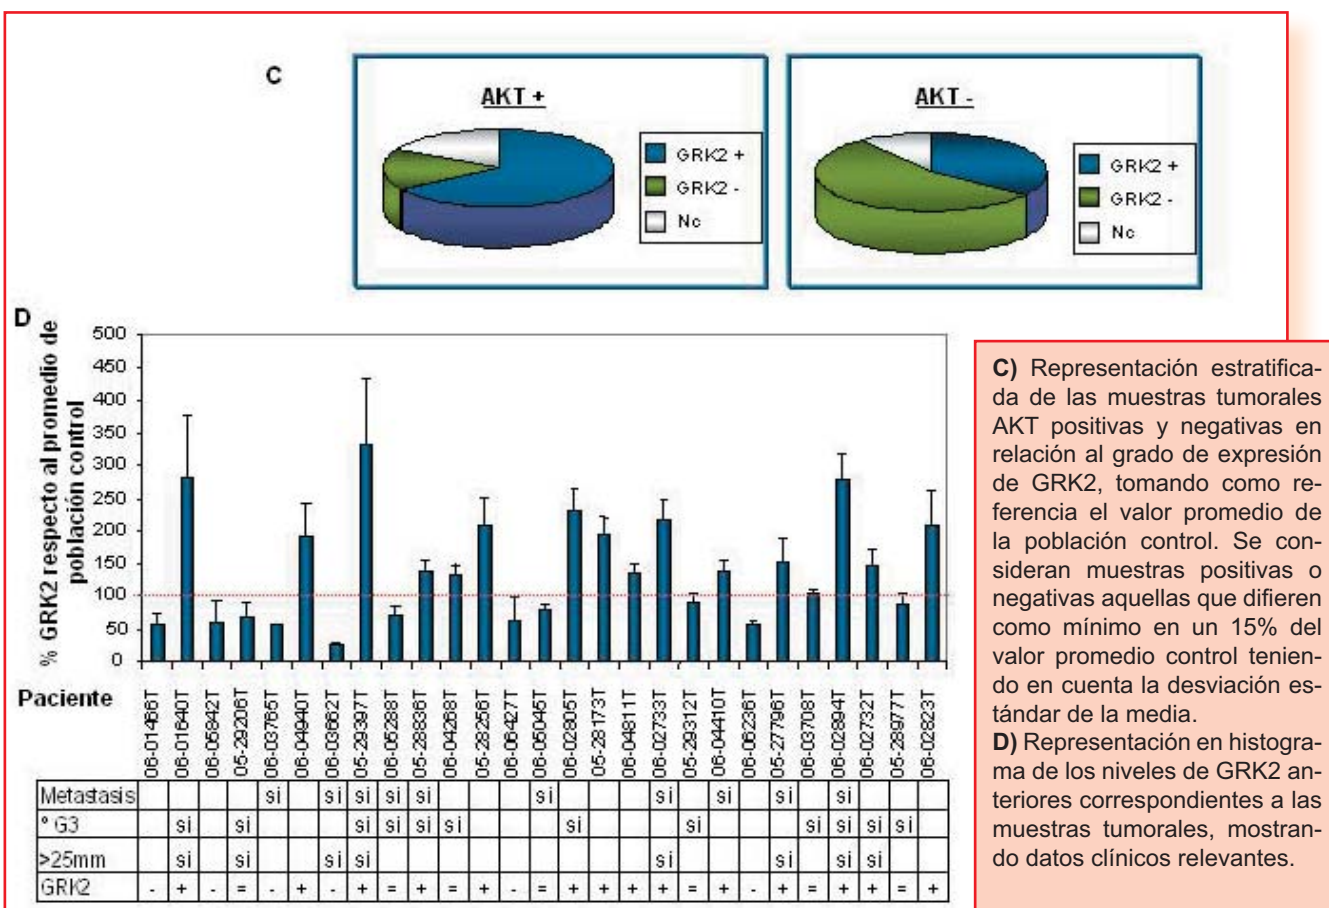 C
AKT +
GRK2 +
GRK2 -
Nc
AKT -
GRK2 +
GRK2 -
Nc
D
% GRK2 respecto al promedio de población control
500
450
400
350
300
250
200
150
100
50
0
Paciente
06-01466T 06-01640T 06-05842T 05-29206T 06-03765T 06-04940T 06-03662T 05-29397T 06-05288T 05-28836T 06-04268T 05-28256T 06-06427T 06-05045T 06-02805T 05-28173T 06-04811T 06-02733T 05-29312T 06-04410T 06-06236T 05-27796T 06-03708T 06-02894T 06-02732T 05-28977T 06-02823T
Metastasis si si si si si si si si si si
° G3 si si si si si si si si si si si si
>25mm si si si si si si si si
GRK2 - + - = - + - + = + = + - = + + + + = + - + = + + = +
C) Representación estratifica-
da de las muestras tumorales
AKT positivas y negativas en
relación al grado de expresión
de GRK2, tomando como re-
ferencia el valor promedio de
la población control. Se con-
sideran muestras positivas o
negativas aquellas que difieren
como mínimo en un 15% del
valor promedio control tenien-
do en cuenta la desviación es-
tándar de la media.
D) Representación en histogra-
ma de los niveles de GRK2 an-
teriores correspondientes a las
muestras tumorales, mostran-
do datos clínicos relevantes.